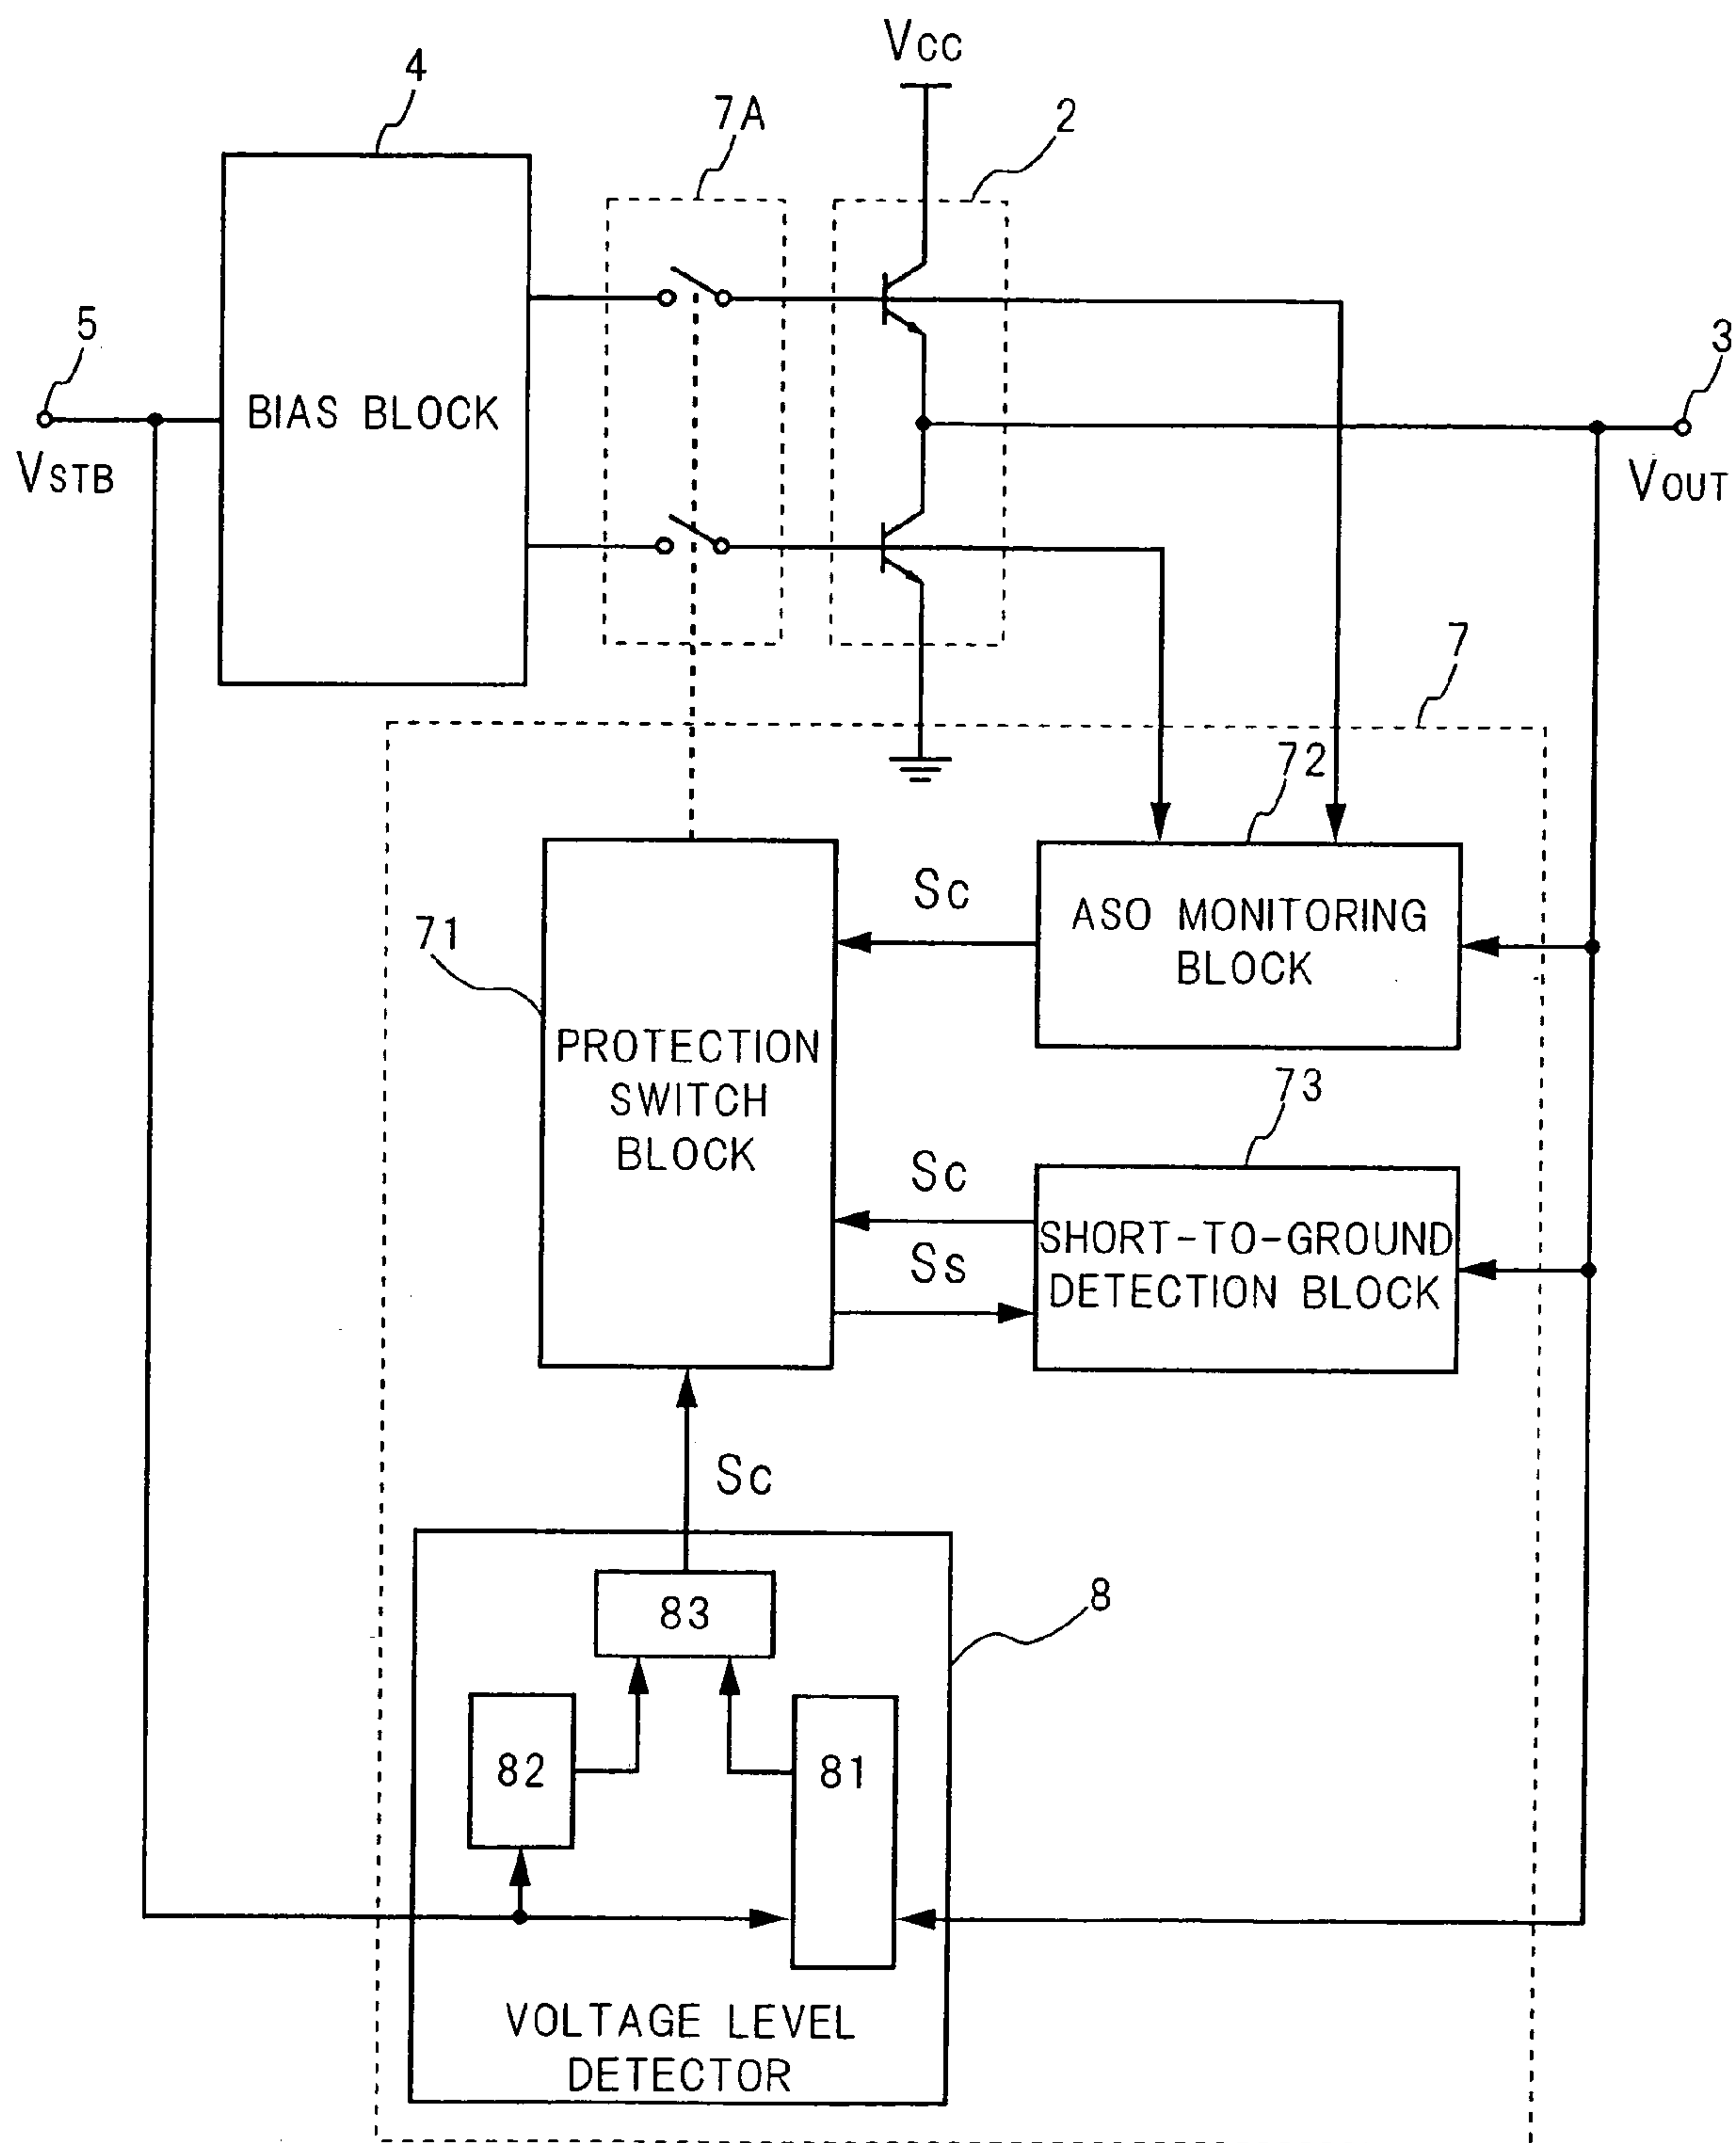 VCC
4
7A
2
5
3
BIAS BLOCK
VSTB
VOUT
7
72
Sc
ASO MONITORING
BLOCK
71
PROTECTION
SWITCH
BLOCK
73
Sc
SHORT-TO-GROUND
DETECTION BLOCK
Ss
Sc
8
83
82
81
VOLTAGE LEVEL
DETECTOR